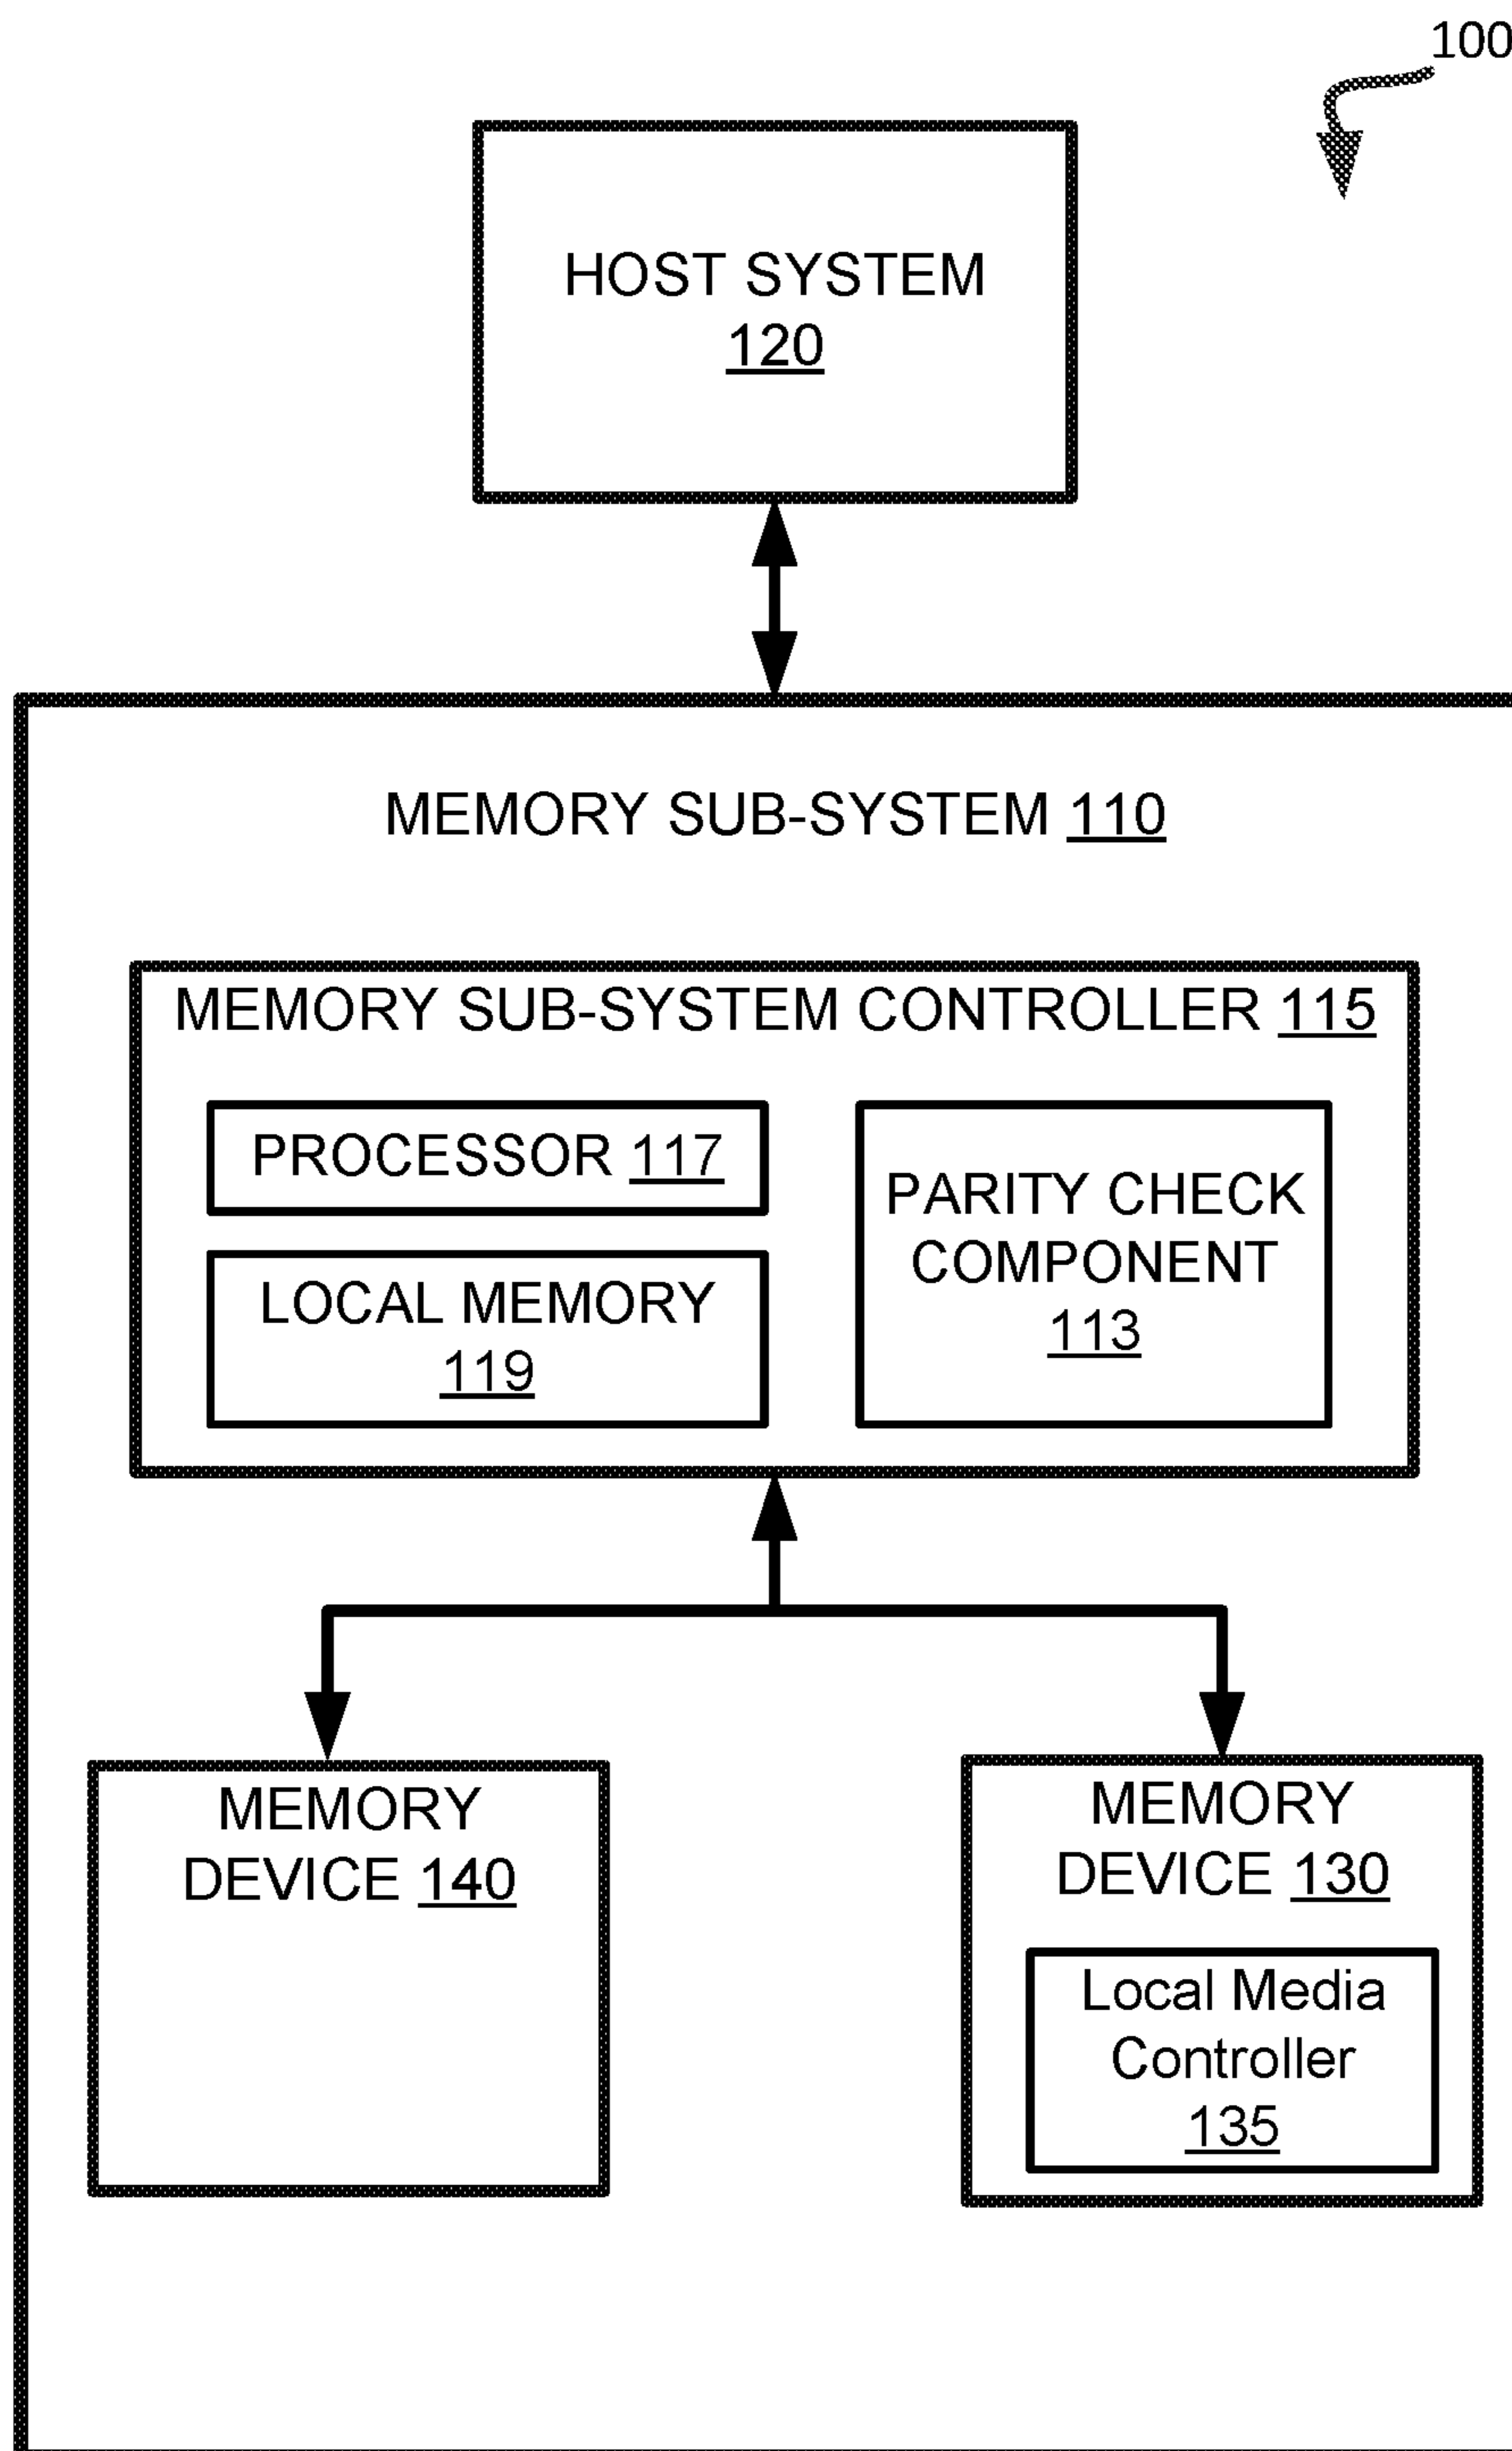 100
HOST SYSTEM
120
MEMORY SUB-SYSTEM 110
MEMORY SUB-SYSTEM CONTROLLER 115
PROCESSOR 117
LOCAL MEMORY
119
PARITY CHECK
COMPONENT
113
MEMORY
DEVICE 140
MEMORY
DEVICE 130
Local Media
Controller
135